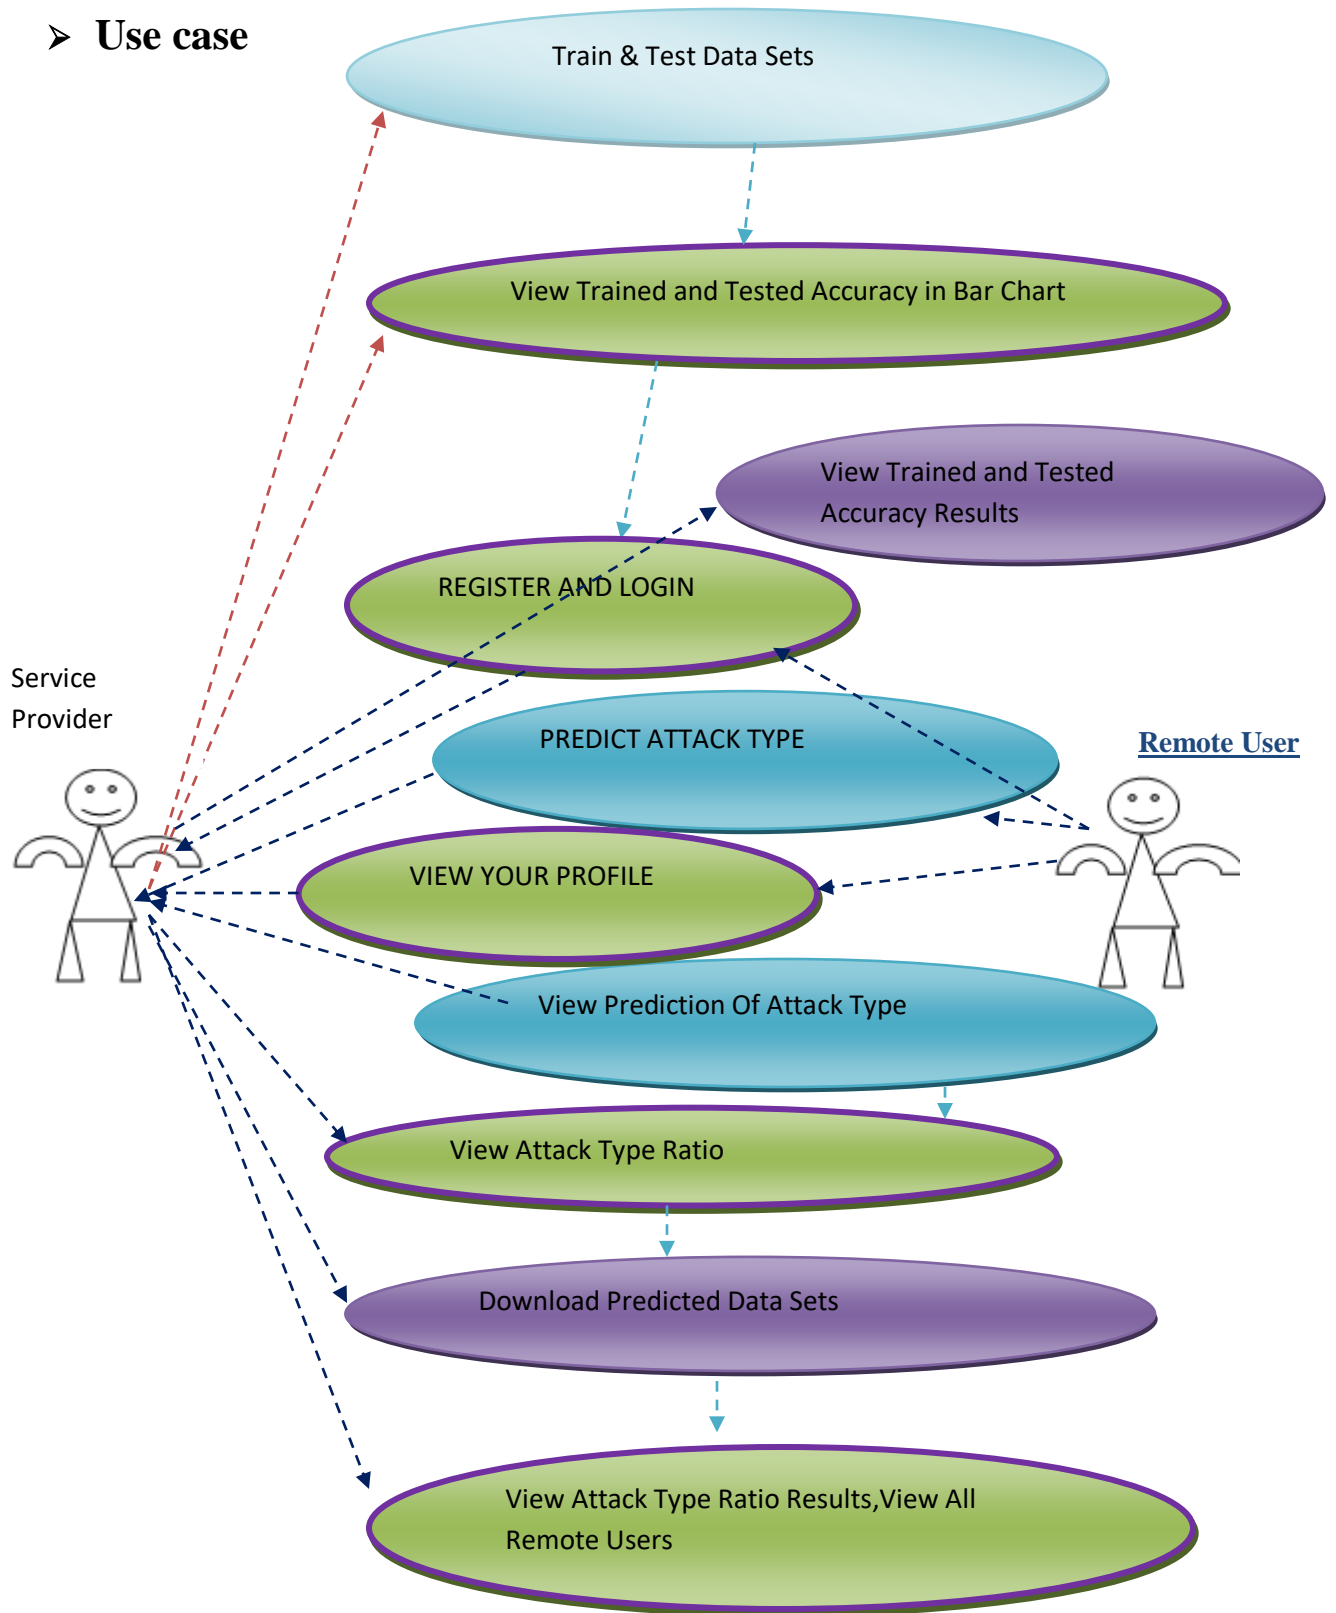 ➢ Use case
Train & Test Data Sets
View Trained and Tested Accuracy in Bar Chart
View Trained and Tested
Accuracy Results
REGISTER AND LOGIN
Service
Provider
PREDICT ATTACK TYPE
Remote User
VIEW YOUR PROFILE
View Prediction Of Attack Type
View Attack Type Ratio
Download Predicted Data Sets
View Attack Type Ratio Results,View All
Remote Users